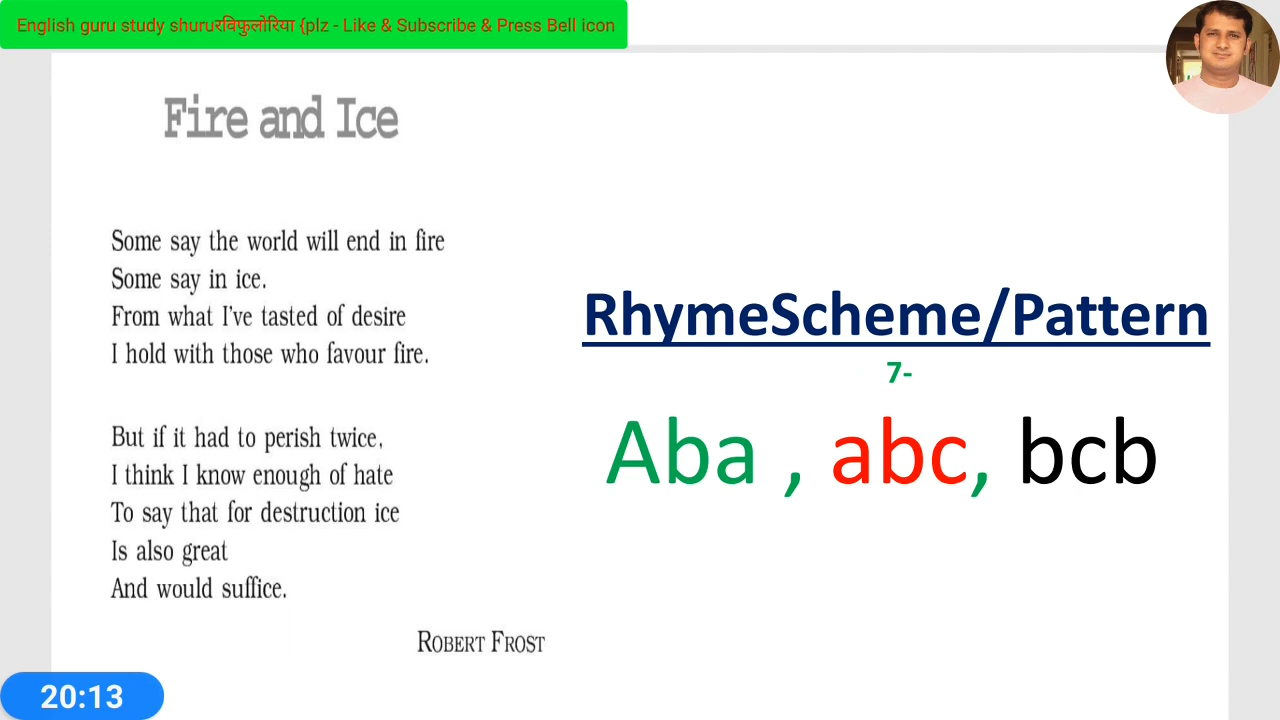 English guru study shuruरविफुलोरिया {plz - Like & Subscribe & Press Bell icon
Fire and Ice
Some say the world will end in fire
Some say in ice.
From what I've tasted of desire
I hold with those who favour fire.
But if it had to perish twice,
I think I know enough of hate
To say that for destruction ice
Is also great
And would suffice.
ROBERT FROST
RhymeScheme/Pattern
7-
Aba , abc, bcb
20:13